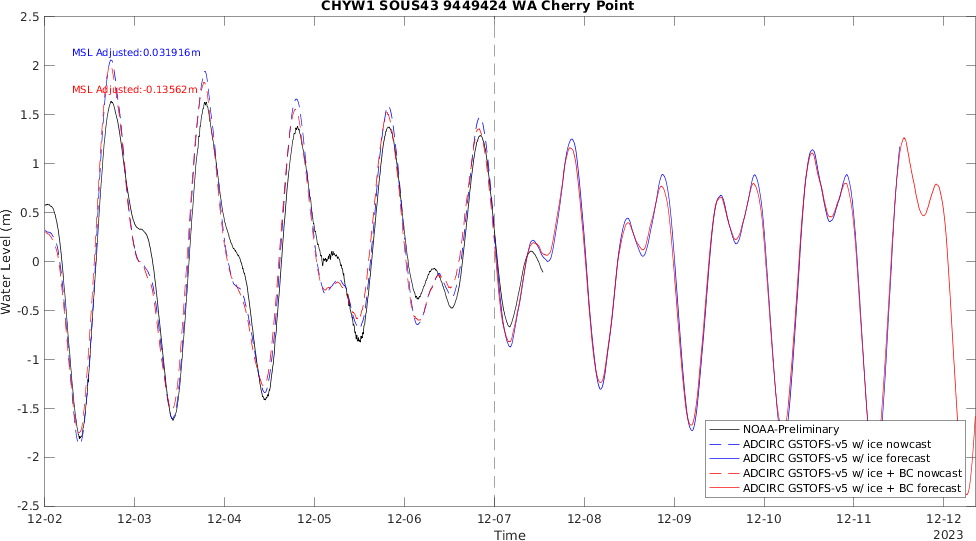 CHYW1 SOUS43 9449424 WA Cherry Point
MSL Adjusted:0.031916m
MSL Adjusted:-0.13562m
Water Level (m)
2.5
2
1.5
1
0.5
0
-0.5
-1
-1.5
-2
-2.5
NOAA-Preliminary
ADCIRC GSTOFS-v5 w/ ice nowcast
ADCIRC GSTOFS-v5 w/ ice forecast
ADCIRC GSTOFS-v5 w/ ice + BC nowcast
ADCIRC GSTOFS-v5 w/ ice + BC forecast
12-02 12-03 12-04 12-05 12-06 12-07 12-08 12-09 12-10 12-11 12-12
2023
Time